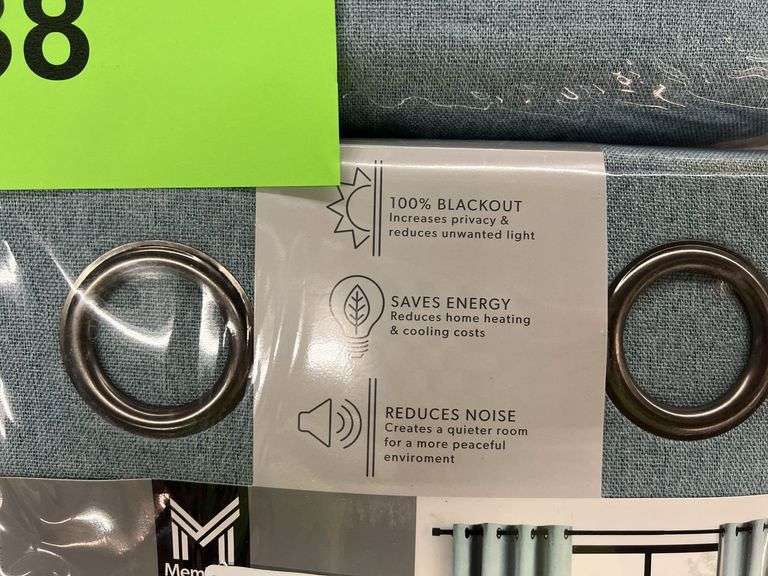 38
100% BLACKOUT
Increases privacy &
reduces unwanted light
SAVES ENERGY
Reduces home heating
& cooling costs
REDUCES NOISE
Creates a quieter room
for a more peaceful
enviroment
M